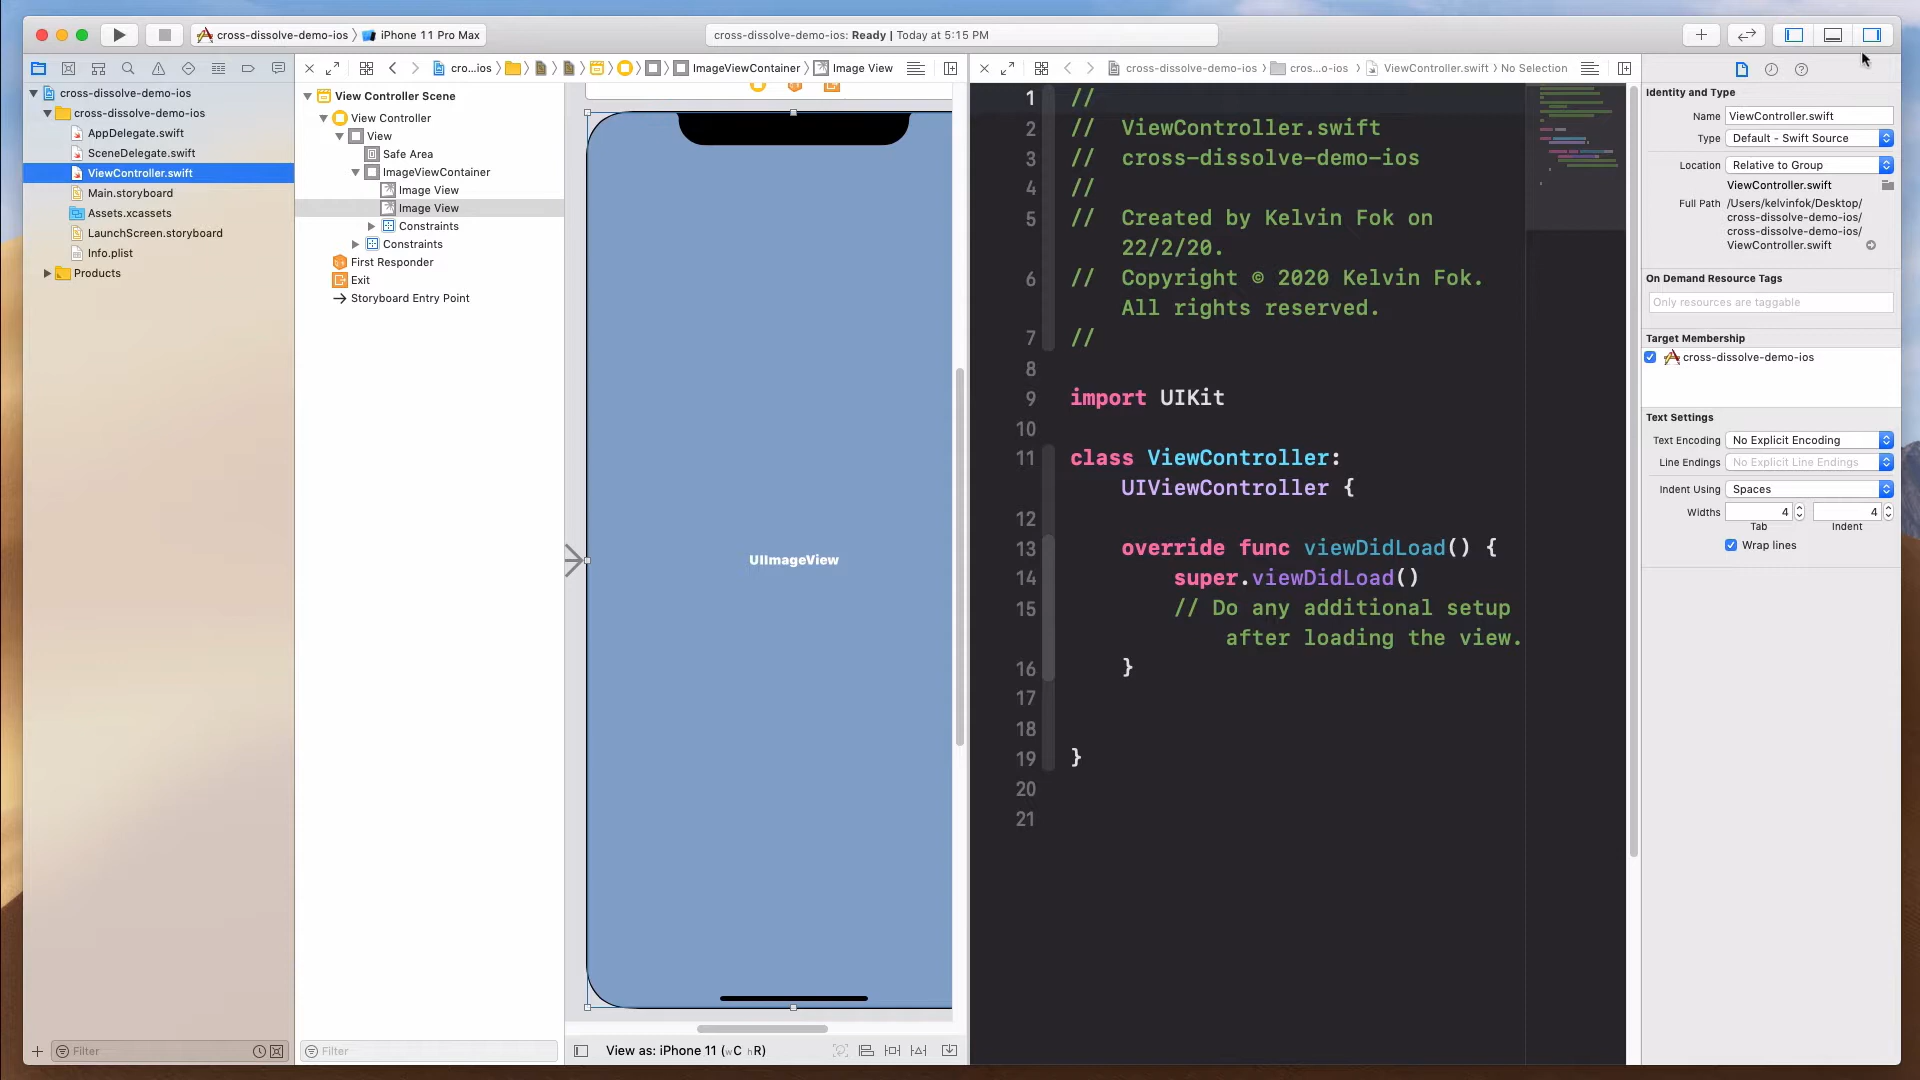 cross-dissolve-demo-ios
iPhone 11 Pro Max
cross-dissolve-demo-ios: Ready | Today at 5:15 PM
cro...ios
ImageViewContainer
Image View
cross-dissolve-demo-ios
cros...o-ios
ViewController.swift
No Selection
cross-dissolve-demo-ios
cross-dissolve-demo-ios
AppDelegate.swift
SceneDelegate.swift
ViewController.swift
Main.storyboard
Assets.xcassets
LaunchScreen.storyboard
Info.plist
Products
Filter
View Controller Scene
View Controller
View
Safe Area
ImageViewContainer
Image View
Image View
Constraints
Constraints
First Responder
Exit
Storyboard Entry Point
Filter
UIImageView
View as: iPhone 11 (wC hR)
1 //
2 //  ViewController.swift
3 //  cross-dissolve-demo-ios
4 //
5 //  Created by Kelvin Fok on
22/2/20.
6 //  Copyright © 2020 Kelvin Fok.
All rights reserved.
7 //
8
9 import UIKit
10
11 class ViewController:
UIViewController {
12
13 override func viewDidLoad() {
14 super.viewDidLoad()
15 // Do any additional setup
after loading the view.
16 }
17
18
19 }
20
21
Identity and Type
Name ViewController.swift
Type Default - Swift Source
Location Relative to Group
ViewController.swift
Full Path /Users/kelvinfok/Desktop/
cross-dissolve-demo-ios/
cross-dissolve-demo-ios/
ViewController.swift
On Demand Resource Tags
Only resources are taggable
Target Membership
cross-dissolve-demo-ios
Text Settings
Text Encoding No Explicit Encoding
Line Endings No Explicit Line Endings
Indent Using Spaces
Widths 4 4
Tab Indent
Wrap lines